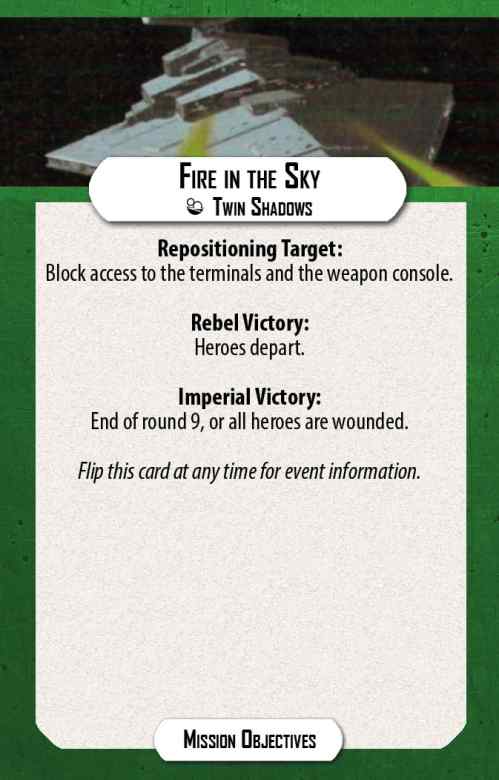 Fire in the Sky
Twin Shadows
Repositioning Target:
Block access to the terminals and the weapon console.
Rebel Victory:
Heroes depart.
Imperial Victory:
End of round 9, or all heroes are wounded.
Flip this card at any time for event information.
Mission Objectives